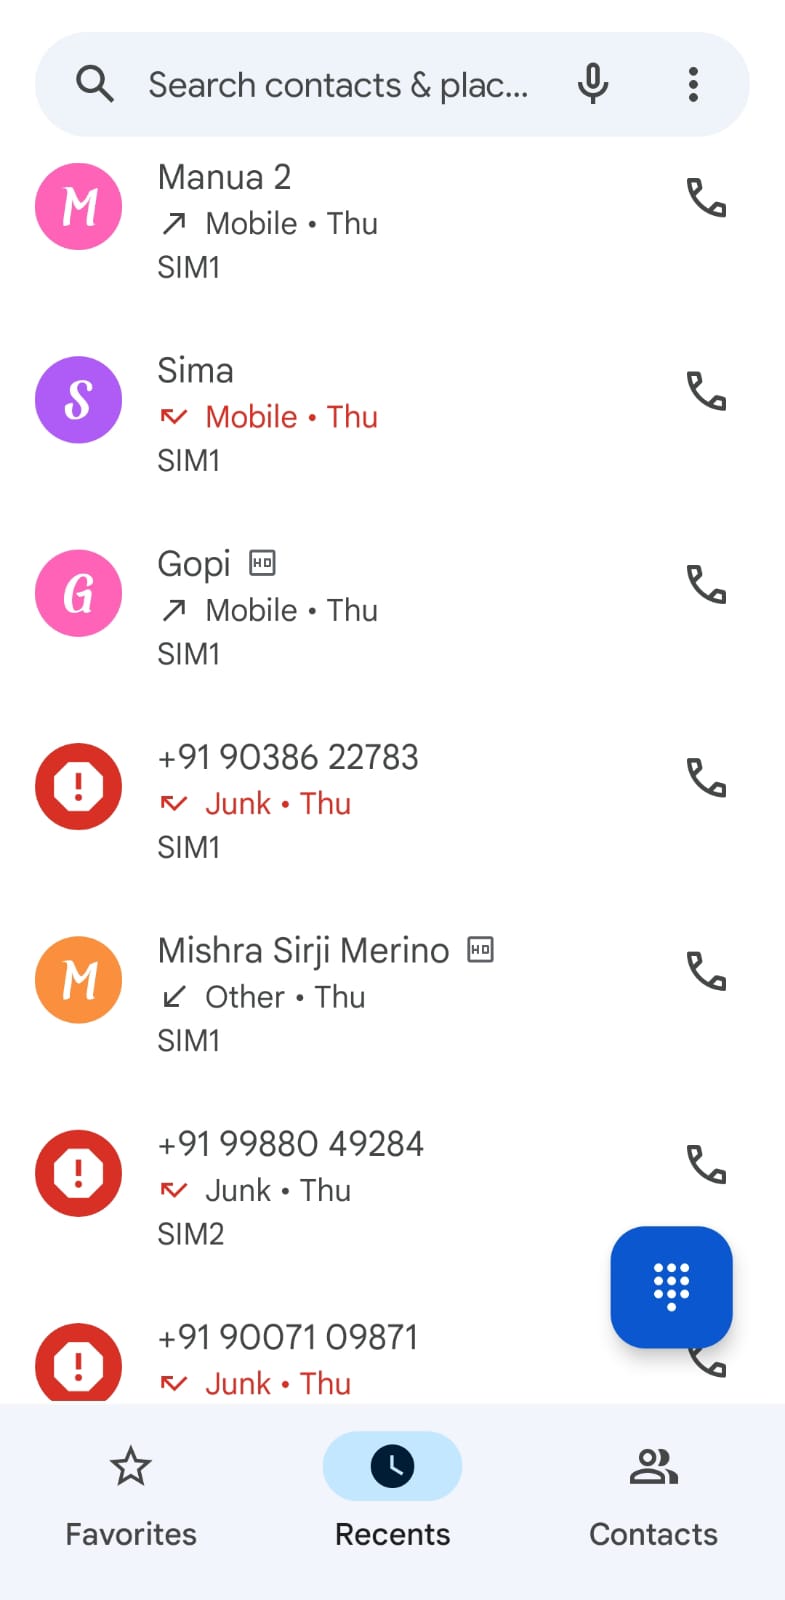 Search contacts & plac...
M
Manua 2
Mobile • Thu
SIM1
S
Sima
Mobile • Thu
SIM1
G
Gopi HD
Mobile • Thu
SIM1
!
+91 90386 22783
Junk • Thu
SIM1
M
Mishra Sirji Merino HD
Other • Thu
SIM1
!
+91 99880 49284
Junk • Thu
SIM2
!
+91 90071 09871
Junk • Thu
Favorites
Recents
Contacts